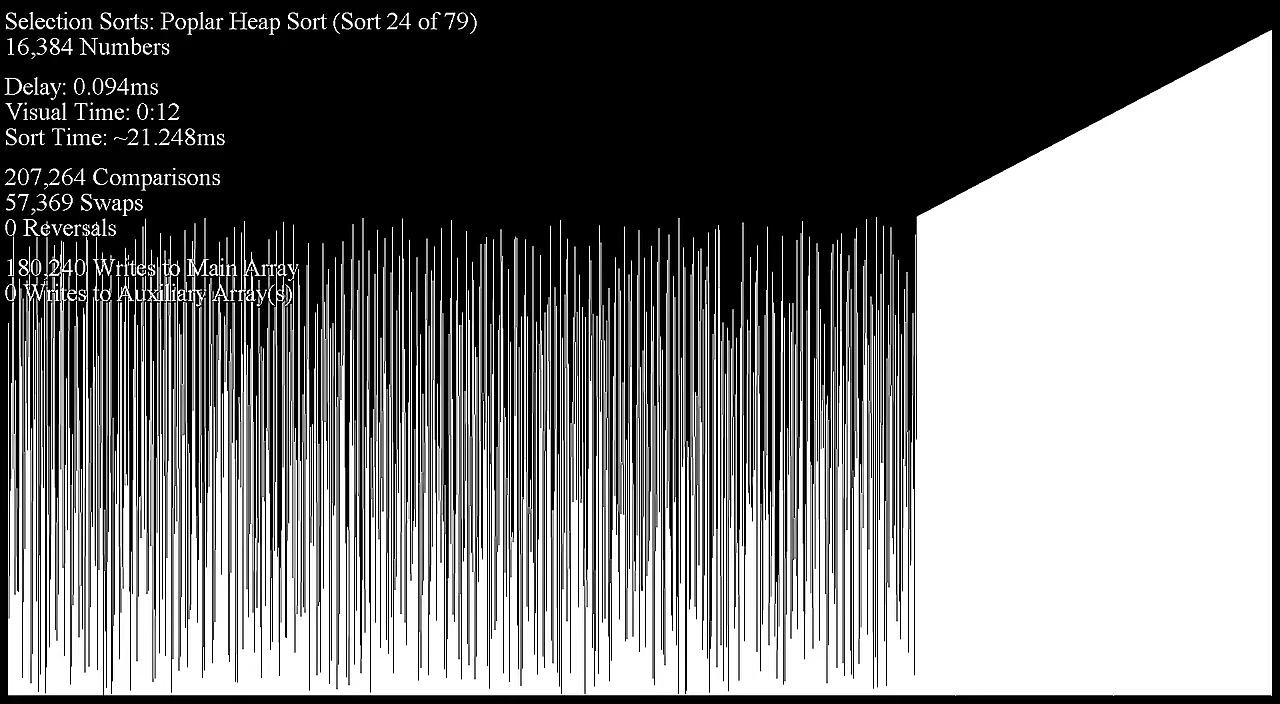 Selection Sorts: Poplar Heap Sort (Sort 24 of 79)
16,384 Numbers
Delay: 0.094ms
Visual Time: 0:12
Sort Time: ~21.248ms
207,264 Comparisons
57,369 Swaps
0 Reversals
180,240 Writes to Main Array
0 Writes to Auxiliary Array(s)